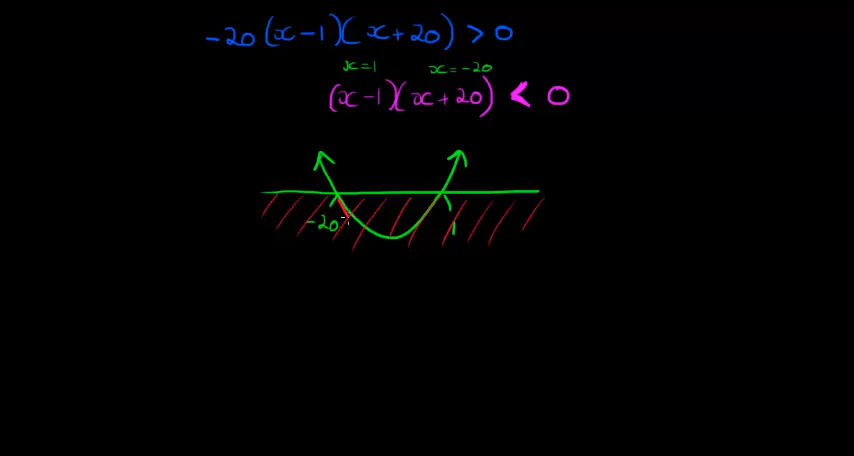 -20(x-1)(x+20) > 0
x=1 x=-20
(x-1)(x+20) < 0
-20 1